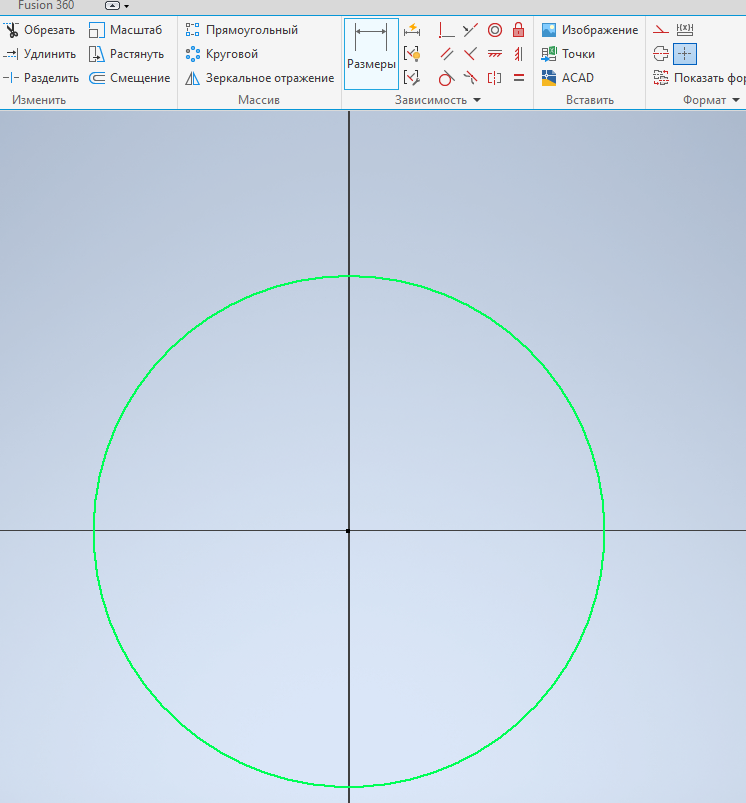 Fusion 360
Обрезать Масштаб Прямоугольный Изображение
Удлинить Растянуть Круговой Размеры Точки
Разделить Смещение Зеркальное отражение ACAD Показать фор
Изменить Массив Зависимость Вставить Формат